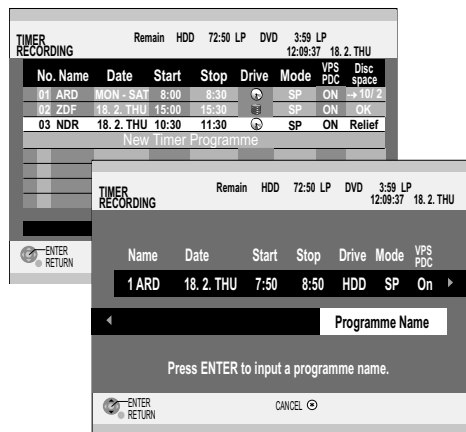 TIMER
RECORDING
Remain HDD 72:50 LP DVD 3:59 LP
12:09:37 18. 2. THU
No. Name Date Start Stop Drive Mode VPS PDC Disc space
01 ARD MON - SAT 8:00 8:30 SP ON → 10/ 2
02 ZDF 18. 2. THU 15:00 15:30 SP ON OK
03 NDR 18. 2. THU 10:30 11:30 SP ON Relief
New Timer Programme
ENTER
RETURN
TIMER
RECORDING
Remain HDD 72:50 LP DVD 3:59 LP
12:09:37 18. 2. THU
Name Date Start Stop Drive Mode VPS PDC
1 ARD 18. 2. THU 7:50 8:50 HDD SP On
Programme Name
Press ENTER to input a programme name.
ENTER
RETURN
CANCEL